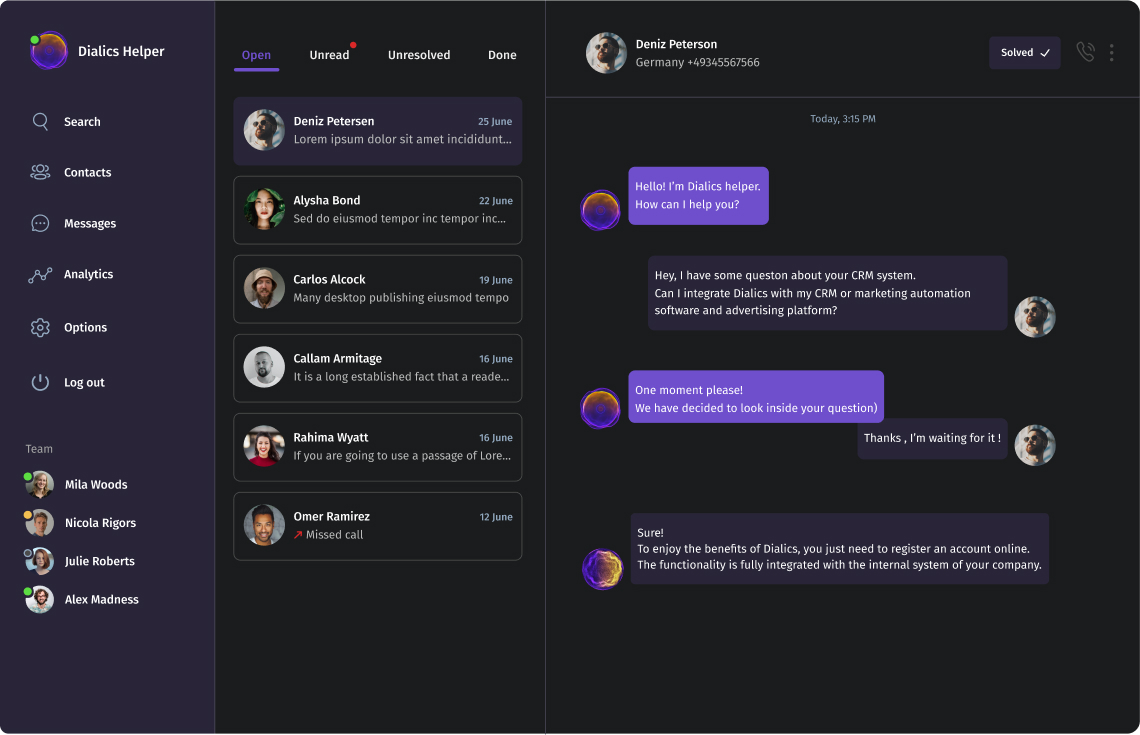 Dialics Helper
Search
Contacts
Messages
Analytics
Options
Log out
Team
Mila Woods
Nicola Rigors
Julie Roberts
Alex Madness
Open Unread Unresolved Done
Deniz Petersen 25 June
Lorem ipsum dolor sit amet incididunt...
Alysha Bond 22 June
Sed do eiusmod tempor inc tempor inc...
Carlos Alcock 19 June
Many desktop publishing eiusmod tempo
Callam Armitage 16 June
It is a long established fact that a reade...
Rahima Wyatt 16 June
If you are going to use a passage of Lore...
Omer Ramirez 12 June
Missed call
Deniz Peterson
Germany +49345567566
Solved
Today, 3:15 PM
Hello! I'm Dialics helper.
How can I help you?
Hey, I have some queston about your CRM system.
Can I integrate Dialics with my CRM or marketing automation
software and advertising platform?
One moment please!
We have decided to look inside your question)
Thanks , I'm waiting for it !
Sure!
To enjoy the benefits of Dialics, you just need to register an account online.
The functionality is fully integrated with the internal system of your company.